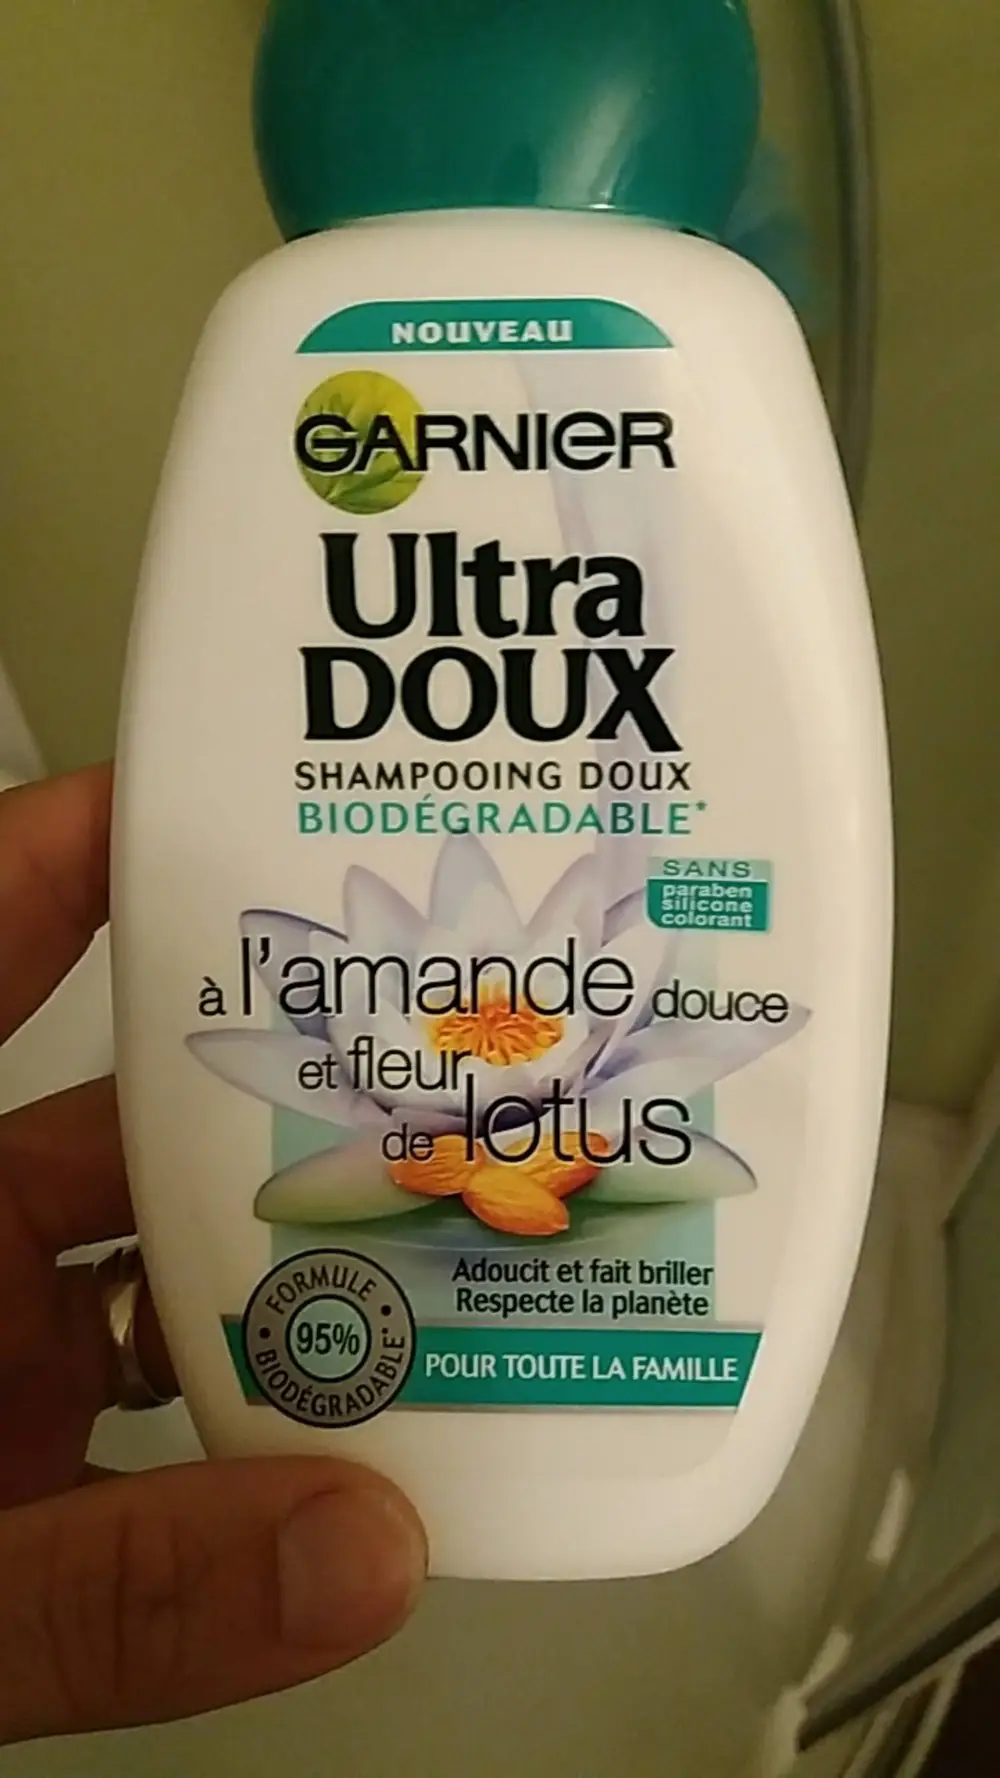 NOUVEAU
GARNIER
Ultra
DOUX
SHAMPOOING DOUX
BIODÉGRADABLE*
SANS
paraben
silicone
colorant
à l'amande douce
et fleur
de lotus
Adoucit et fait briller
Respecte la planète
FORMULE
95%
BIODÉGRADABLE*
POUR TOUTE LA FAMILLE